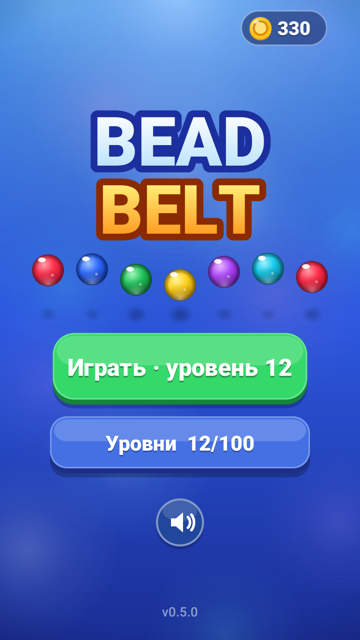 330
BEAD
BELT
Играть · уровень 12
Уровни 12/100
v0.5.0